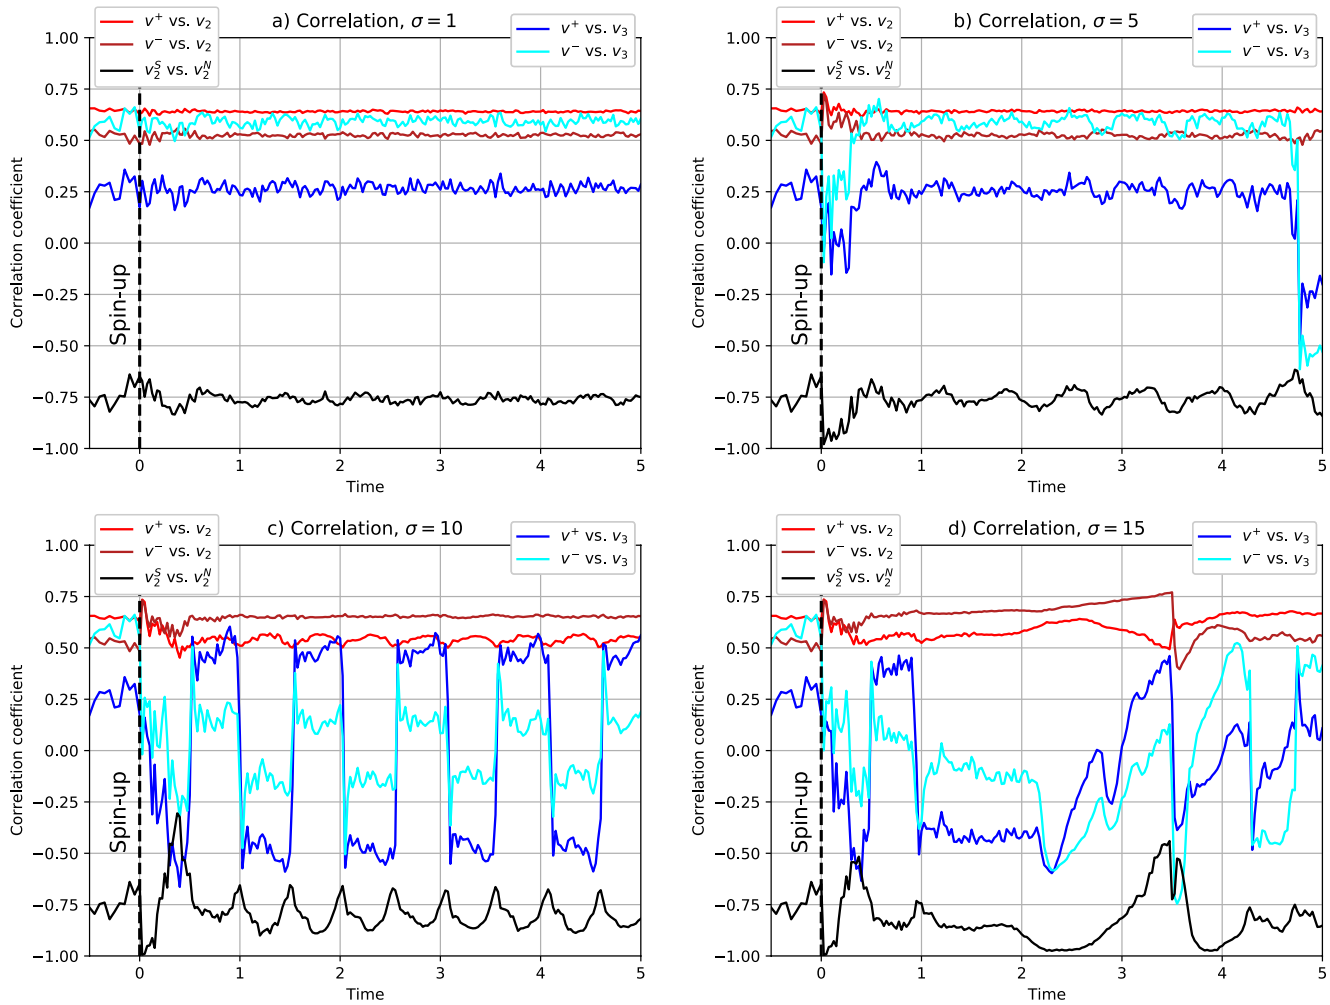 a) Correlation, σ = 1
v⁺ vs. v₂
v⁻ vs. v₂
v₂ˢ vs. v₂ᴺ
v⁺ vs. v₃
v⁻ vs. v₃
1.00
0.75
0.50
0.25
0.00
−0.25
−0.50
−0.75
−1.00
Correlation coefficient
Spin-up
0 1 2 3 4 5
Time
b) Correlation, σ = 5
v⁺ vs. v₂
v⁻ vs. v₂
v₂ˢ vs. v₂ᴺ
v⁺ vs. v₃
v⁻ vs. v₃
1.00
0.75
0.50
0.25
0.00
−0.25
−0.50
−0.75
−1.00
Correlation coefficient
Spin-up
0 1 2 3 4 5
Time
c) Correlation, σ = 10
v⁺ vs. v₂
v⁻ vs. v₂
v₂ˢ vs. v₂ᴺ
v⁺ vs. v₃
v⁻ vs. v₃
1.00
0.75
0.50
0.25
0.00
−0.25
−0.50
−0.75
−1.00
Correlation coefficient
Spin-up
0 1 2 3 4 5
Time
d) Correlation, σ = 15
v⁺ vs. v₂
v⁻ vs. v₂
v₂ˢ vs. v₂ᴺ
v⁺ vs. v₃
v⁻ vs. v₃
1.00
0.75
0.50
0.25
0.00
−0.25
−0.50
−0.75
−1.00
Correlation coefficient
Spin-up
0 1 2 3 4 5
Time